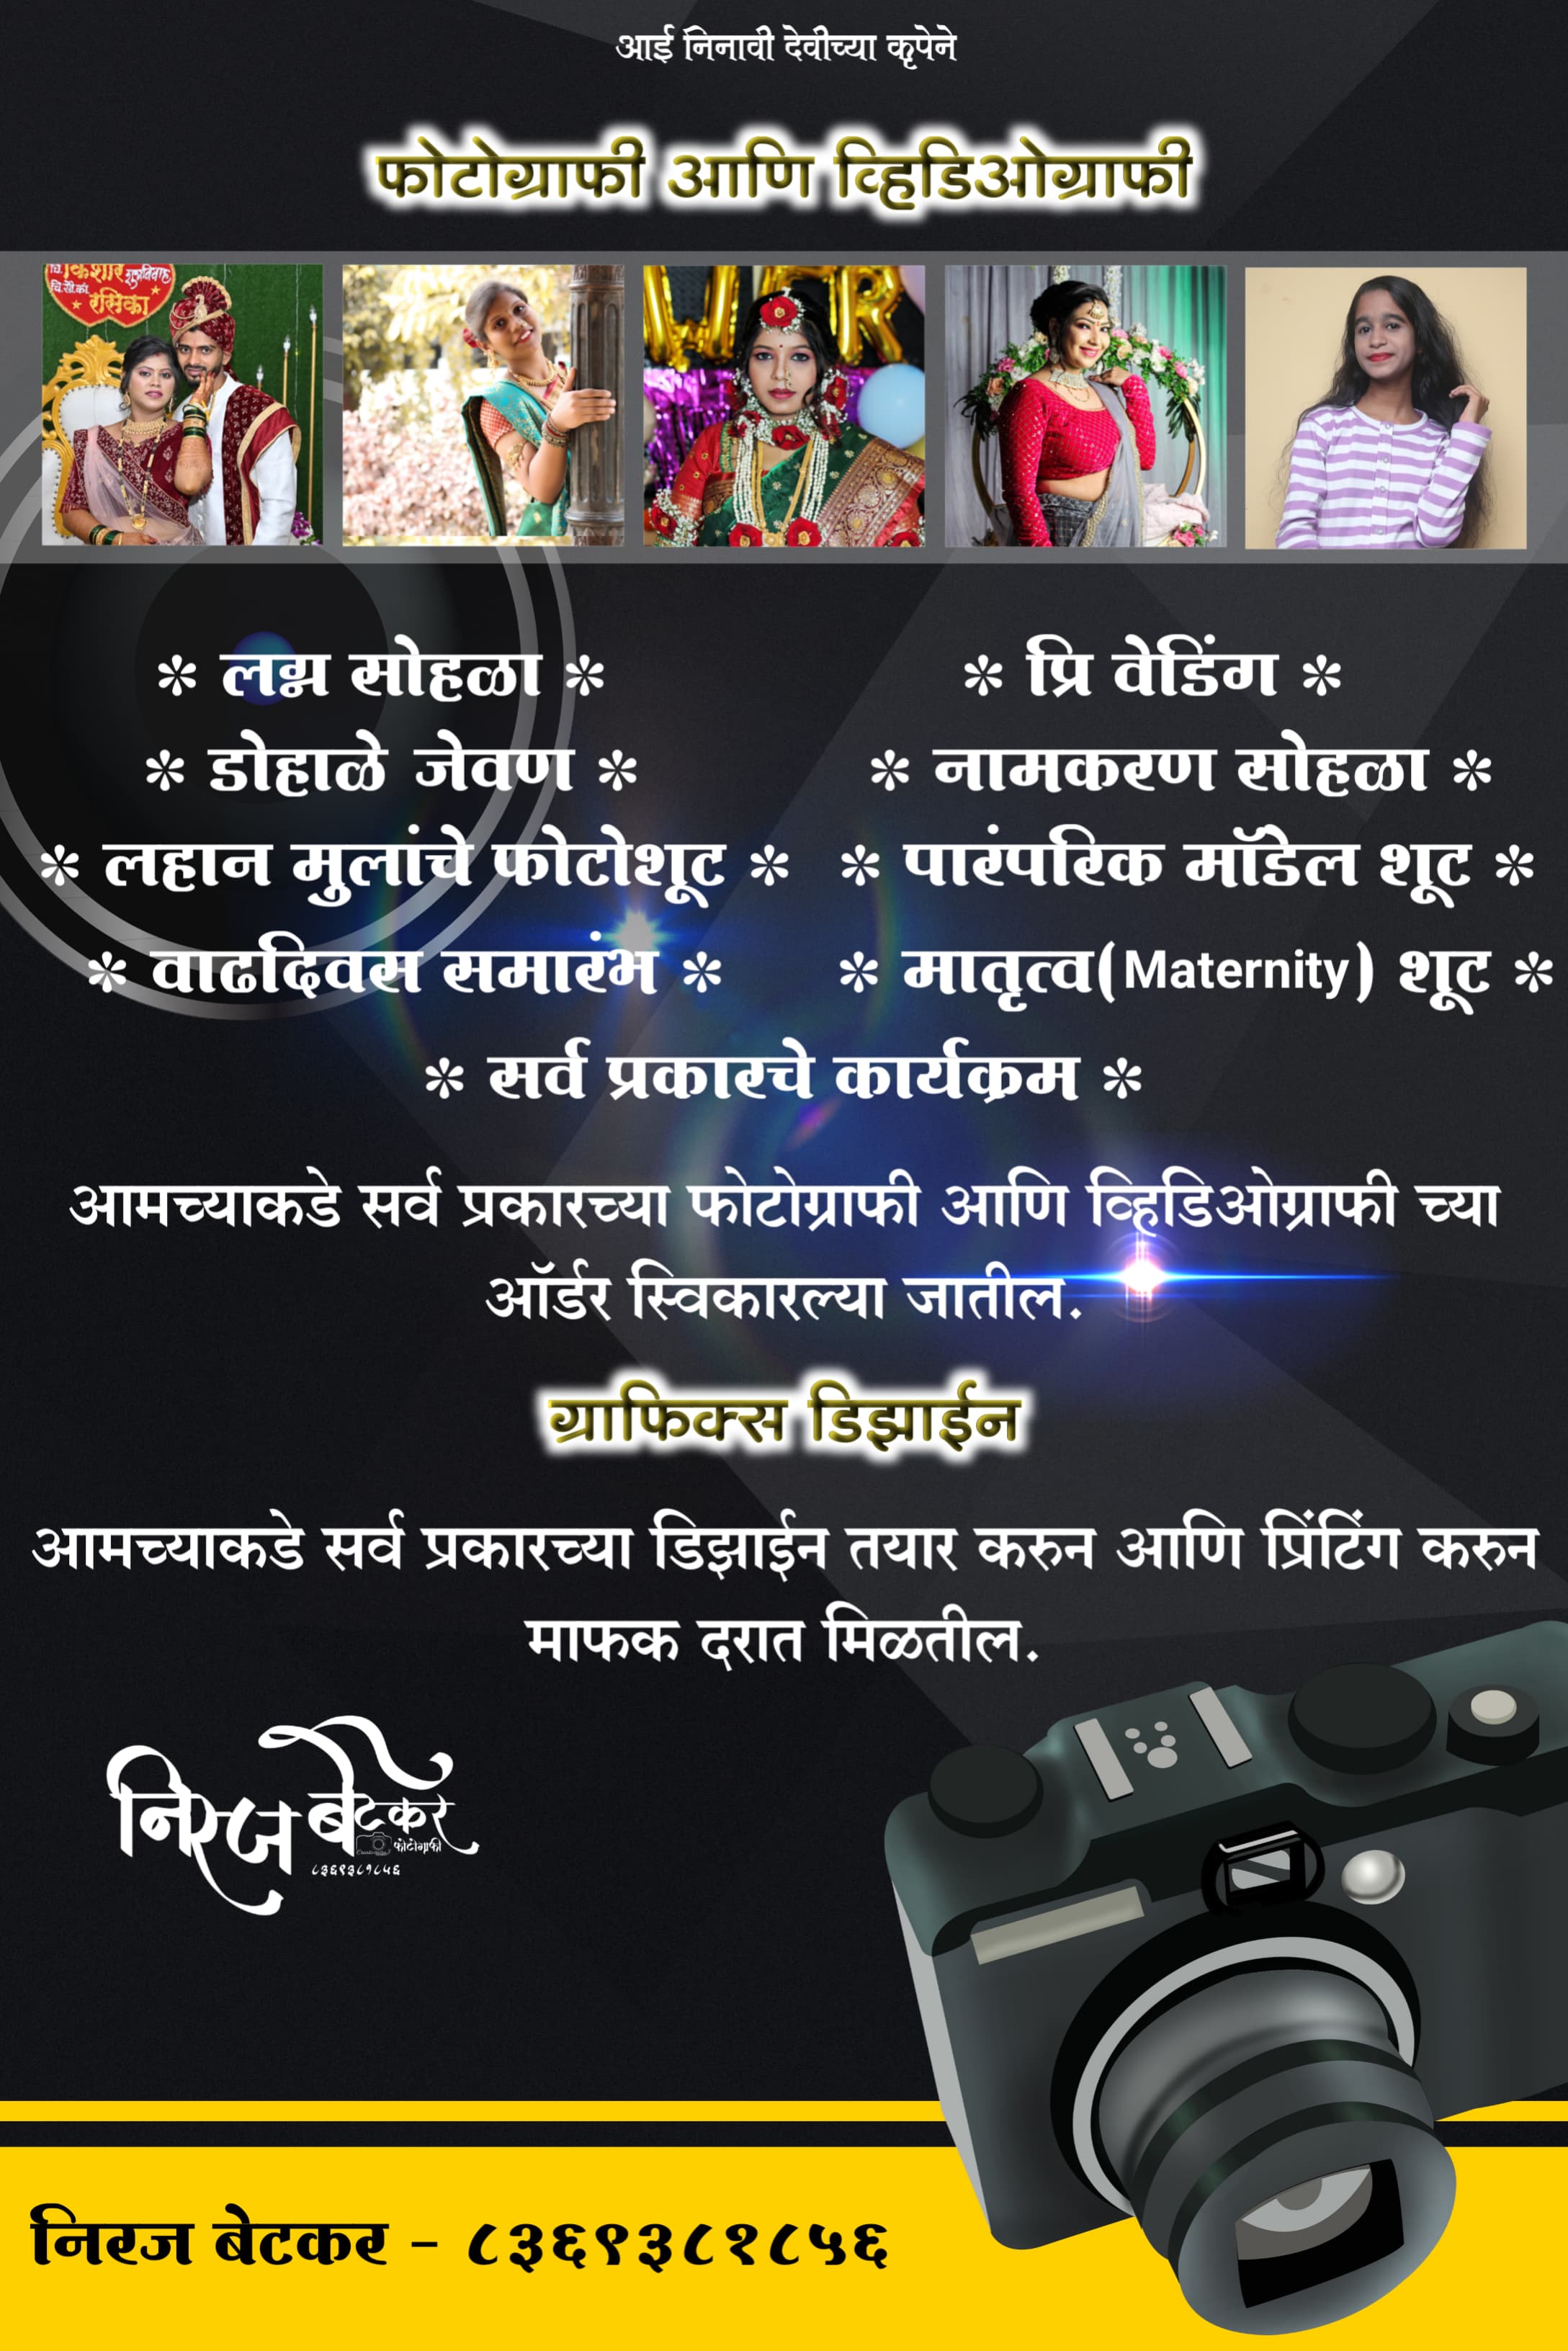 आई निनावी देवीच्या कृपेने
फोटोग्राफी आणि व्हिडिओग्राफी
चि. किशोर शुभविवाह
चि.सौ.कां. रसिका
* लग्न सोहळा * * प्रि वेडिंग *
* डोहाळे जेवण * * नामकरण सोहळा *
* लहान मुलांचे फोटोशूट * * पारंपरिक मॉडेल शूट *
* वाढदिवस समारंभ * * मातृत्व(Maternity) शूट *
* सर्व प्रकारचे कार्यक्रम *
आमच्याकडे सर्व प्रकारच्या फोटोग्राफी आणि व्हिडिओग्राफी च्या
ऑर्डर स्विकारल्या जातील.
ग्राफिक्स डिझाईन
आमच्याकडे सर्व प्रकारच्या डिझाईन तयार करुन आणि प्रिंटिंग करुन
माफक दरात मिळतील.
निरज बेटकर
फोटोग्राफी
८३६९३८१८५६
निरज बेटकर - ८३६९३८१८५६